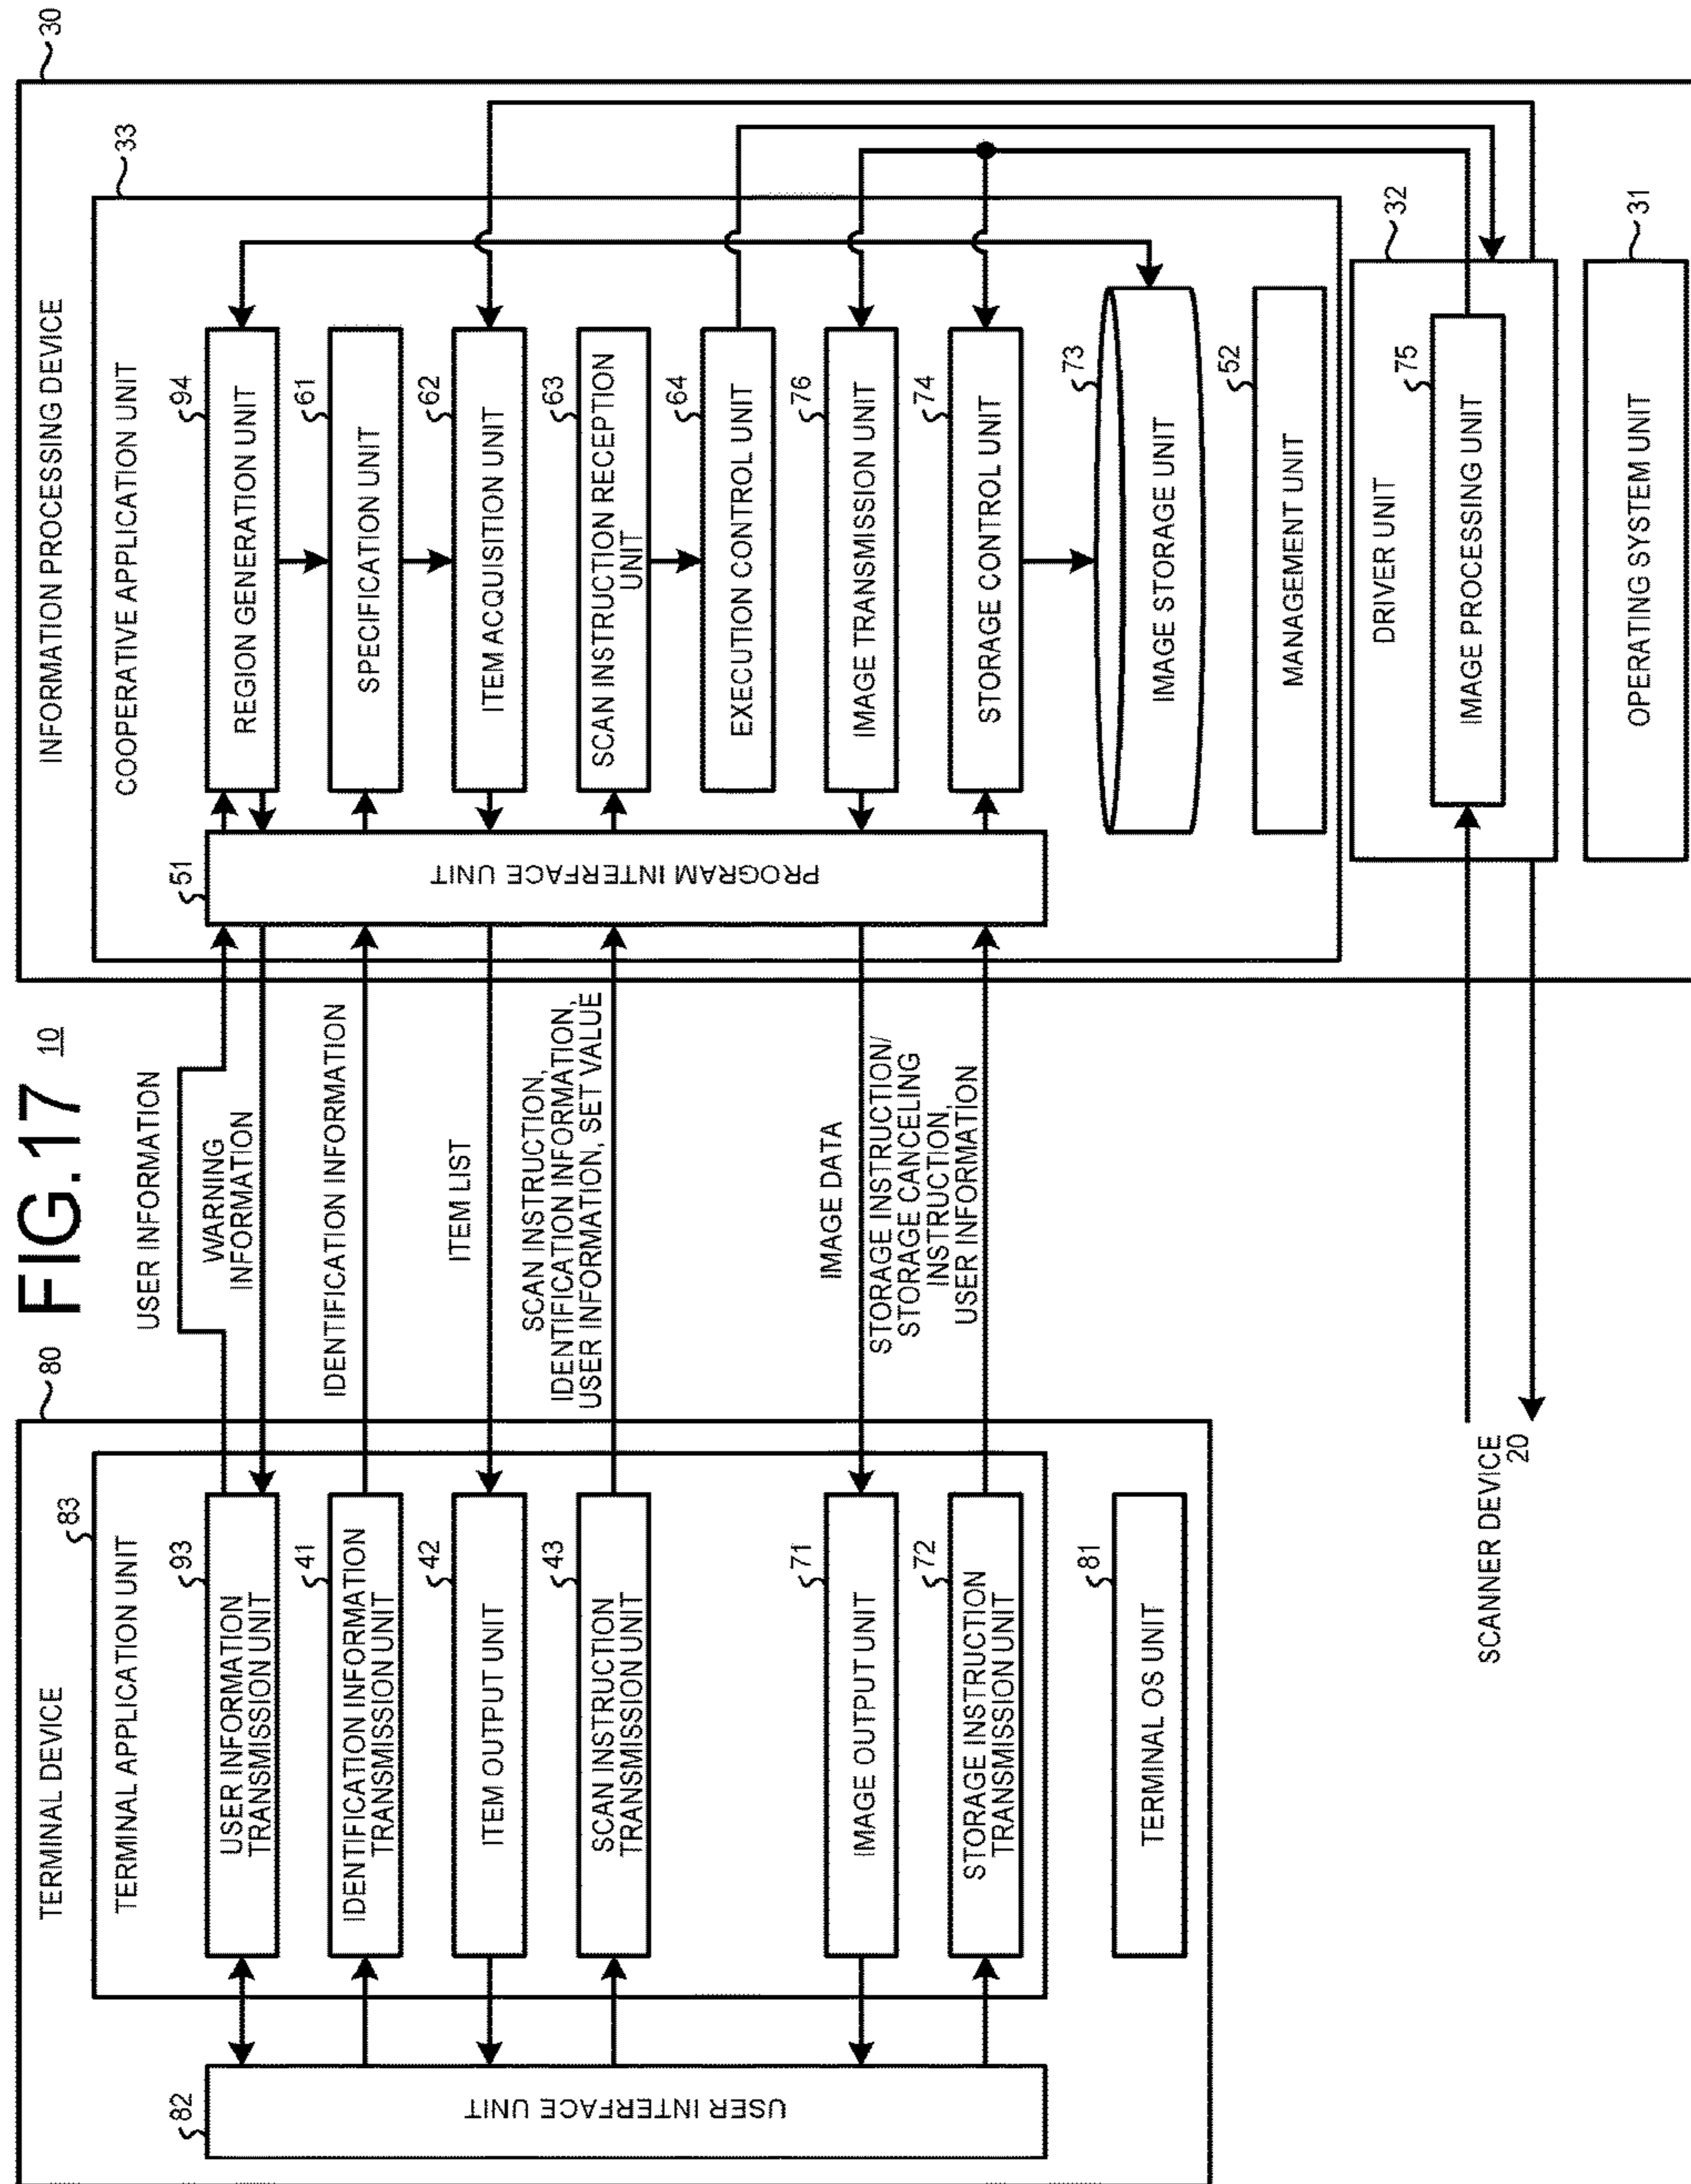 FIG.17 10
80
TERMINAL DEVICE
83
TERMINAL APPLICATION UNIT
82
USER INTERFACE UNIT
93
USER INFORMATION
TRANSMISSION UNIT
41
IDENTIFICATION INFORMATION
TRANSMISSION UNIT
42
ITEM OUTPUT UNIT
43
SCAN INSTRUCTION
TRANSMISSION UNIT
71
IMAGE OUTPUT UNIT
72
STORAGE INSTRUCTION
TRANSMISSION UNIT
81
TERMINAL OS UNIT
USER INFORMATION
WARNING
INFORMATION
IDENTIFICATION INFORMATION
ITEM LIST
SCAN INSTRUCTION,
IDENTIFICATION INFORMATION,
USER INFORMATION, SET VALUE
IMAGE DATA
STORAGE INSTRUCTION/
STORAGE CANCELING
INSTRUCTION,
USER INFORMATION
SCANNER DEVICE
20
30
INFORMATION PROCESSING DEVICE
33
COOPERATIVE APPLICATION UNIT
51
PROGRAM INTERFACE UNIT
94
REGION GENERATION UNIT
61
SPECIFICATION UNIT
62
ITEM ACQUISITION UNIT
63
SCAN INSTRUCTION RECEPTION
UNIT
64
EXECUTION CONTROL UNIT
76
IMAGE TRANSMISSION UNIT
74
STORAGE CONTROL UNIT
73
IMAGE STORAGE UNIT
52
MANAGEMENT UNIT
32
DRIVER UNIT
75
IMAGE PROCESSING UNIT
31
OPERATING SYSTEM UNIT